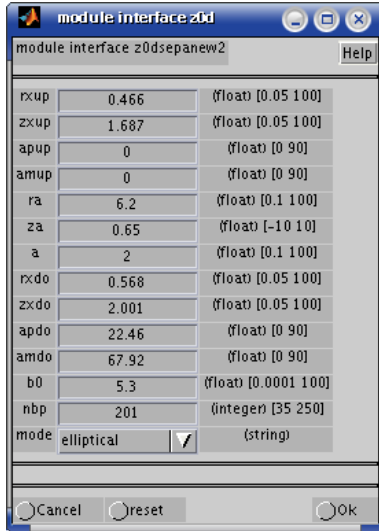 module interface z0d
module interface z0dsepanew2
Help
rxup 0.466 (float) [0.05 100]
zxup 1.687 (float) [0.05 100]
apup 0 (float) [0 90]
amup 0 (float) [0 90]
ra 6.2 (float) [0.1 100]
za 0.65 (float) [-10 10]
a 2 (float) [0.1 100]
rxdo 0.568 (float) [0.05 100]
zxdo 2.001 (float) [0.05 100]
apdo 22.46 (float) [0 90]
amdo 67.92 (float) [0 90]
b0 5.3 (float) [0.0001 100]
nbp 201 (integer) [35 250]
mode elliptical (string)
Cancel reset Ok